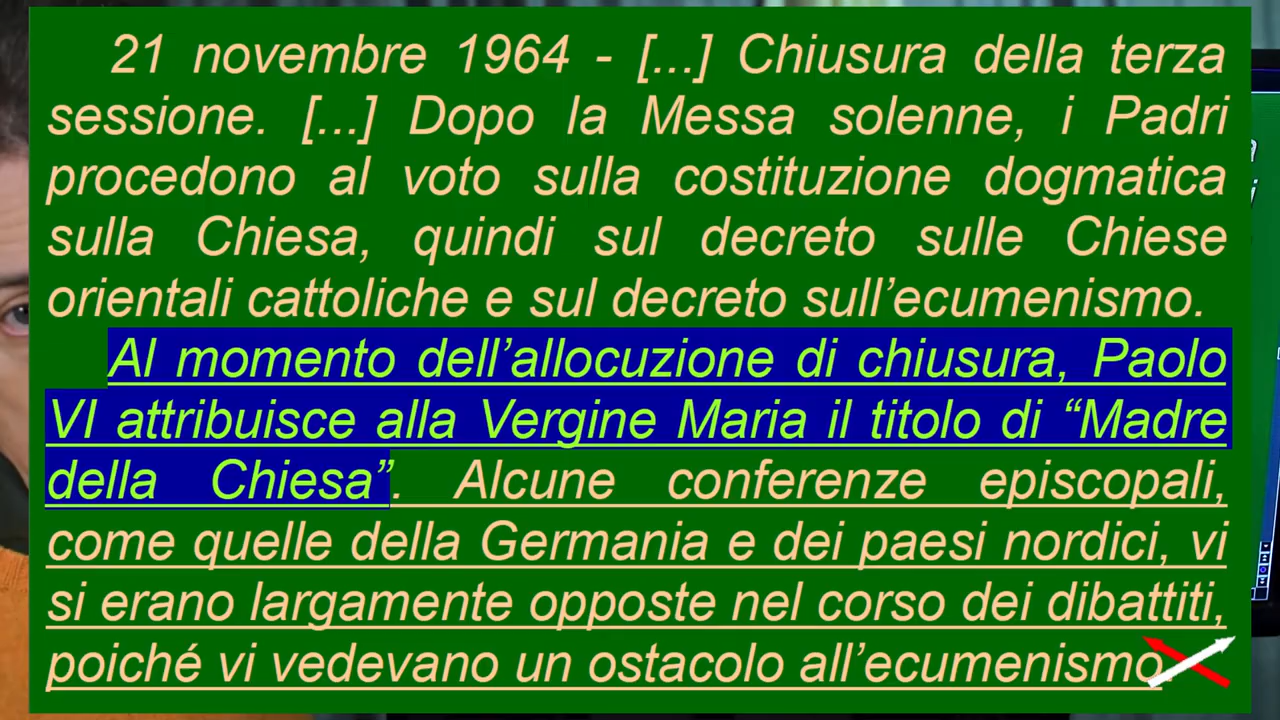 21 novembre 1964 - [...] Chiusura della terza
sessione. [...] Dopo la Messa solenne, i Padri
procedono al voto sulla costituzione dogmatica
sulla Chiesa, quindi sul decreto sulle Chiese
orientali cattoliche e sul decreto sull’ecumenismo.
Al momento dell’allocuzione di chiusura, Paolo
VI attribuisce alla Vergine Maria il titolo di “Madre
della Chiesa”. Alcune conferenze episcopali,
come quelle della Germania e dei paesi nordici, vi
si erano largamente opposte nel corso dei dibattiti,
poiché vi vedevano un ostacolo all’ecumenismo.